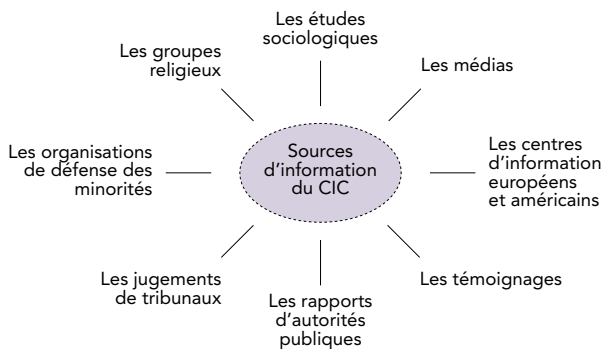 Les études
sociologiques
Les groupes
religieux
Les médias
Les organisations
de défense des
minorités
Sources
d'information
du CIC
Les centres
d'information
européens
et américains
Les jugements
de tribunaux
Les rapports
d'autorités
publiques
Les témoignages